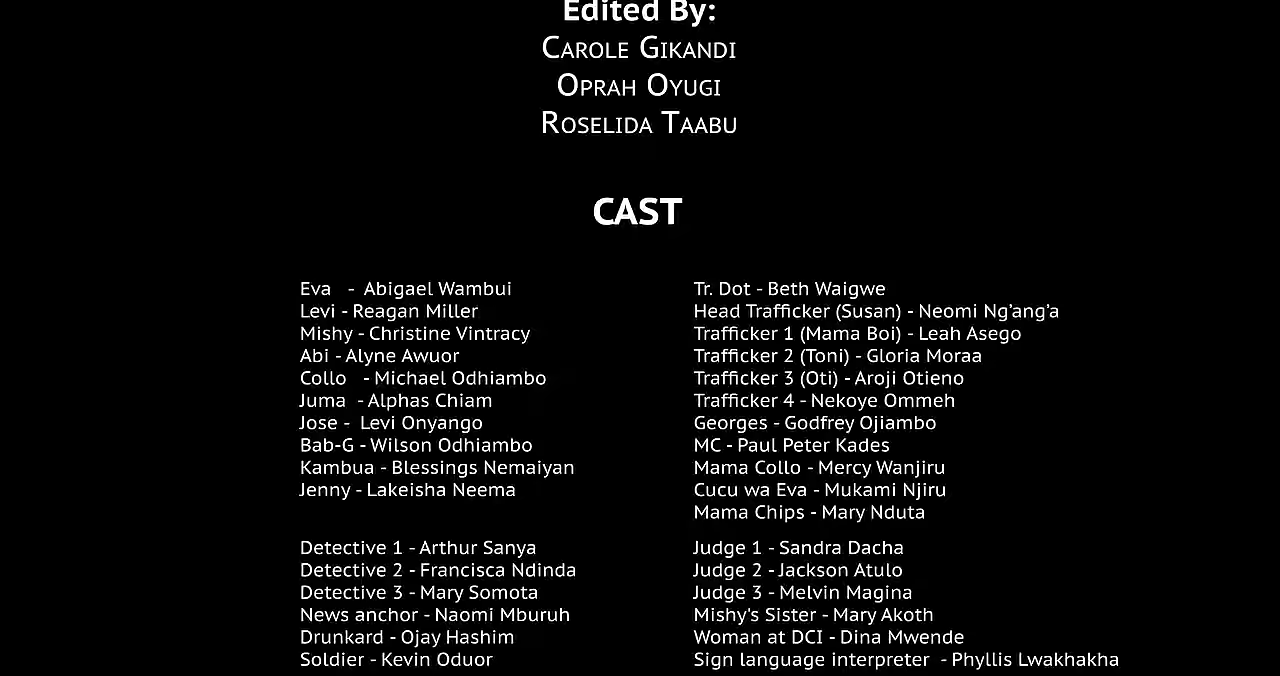 Edited By:
Carole Gikandi
Oprah Oyugi
Roselida Taabu
CAST
Eva - Abigael Wambui
Levi - Reagan Miller
Mishy - Christine Vintracy
Abi - Alyne Awuor
Collo - Michael Odhiambo
Juma - Alphas Chiam
Jose - Levi Onyango
Bab-G - Wilson Odhiambo
Kambua - Blessings Nemaiyan
Jenny - Lakeisha Neema
Tr. Dot - Beth Waigwe
Head Trafficker (Susan) - Neomi Ng’ang’a
Trafficker 1 (Mama Boi) - Leah Asego
Trafficker 2 (Toni) - Gloria Moraa
Trafficker 3 (Oti) - Aroji Otieno
Trafficker 4 - Nekoye Ommeh
Georges - Godfrey Ojiambo
MC - Paul Peter Kades
Mama Collo - Mercy Wanjiru
Cucu wa Eva - Mukami Njiru
Mama Chips - Mary Nduta
Detective 1 - Arthur Sanya
Detective 2 - Francisca Ndinda
Detective 3 - Mary Somota
News anchor - Naomi Mburuh
Drunkard - Ojay Hashim
Soldier - Kevin Oduor
Judge 1 - Sandra Dacha
Judge 2 - Jackson Atulo
Judge 3 - Melvin Magina
Mishy's Sister - Mary Akoth
Woman at DCI - Dina Mwende
Sign language interpreter - Phyllis Lwakhakha